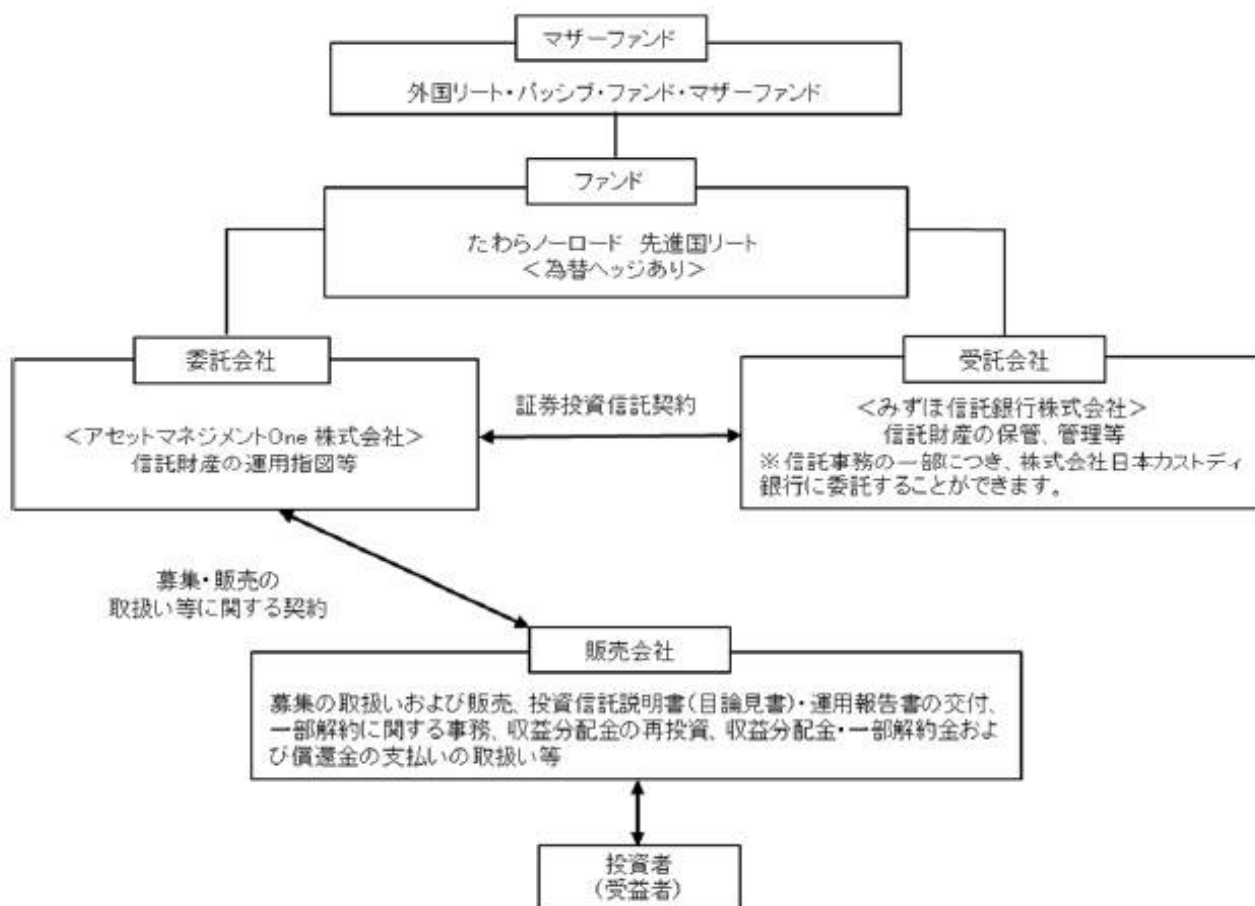 マザーファンド
外国リート・パッシブ・ファンド・マザーファンド
ファンド
たわらノーロード 先進国リート
＜為替ヘッジあり＞
委託会社
＜アセットマネジメントOne 株式会社＞
信託財産の運用指図等
証券投資信託契約
受託会社
＜みずほ信託銀行株式会社＞
信託財産の保管、管理等
※信託事務の一部につき、株式会社日本カストディ
銀行に委託することができます。
募集・販売の
取扱い等に関する契約
販売会社
募集の取扱いおよび販売、投資信託説明書(目論見書)・運用報告書の交付、
一部解約に関する事務、収益分配金の再投資、収益分配金・一部解約金およ
び償還金の支払いの取扱い等
投資者
（受益者）